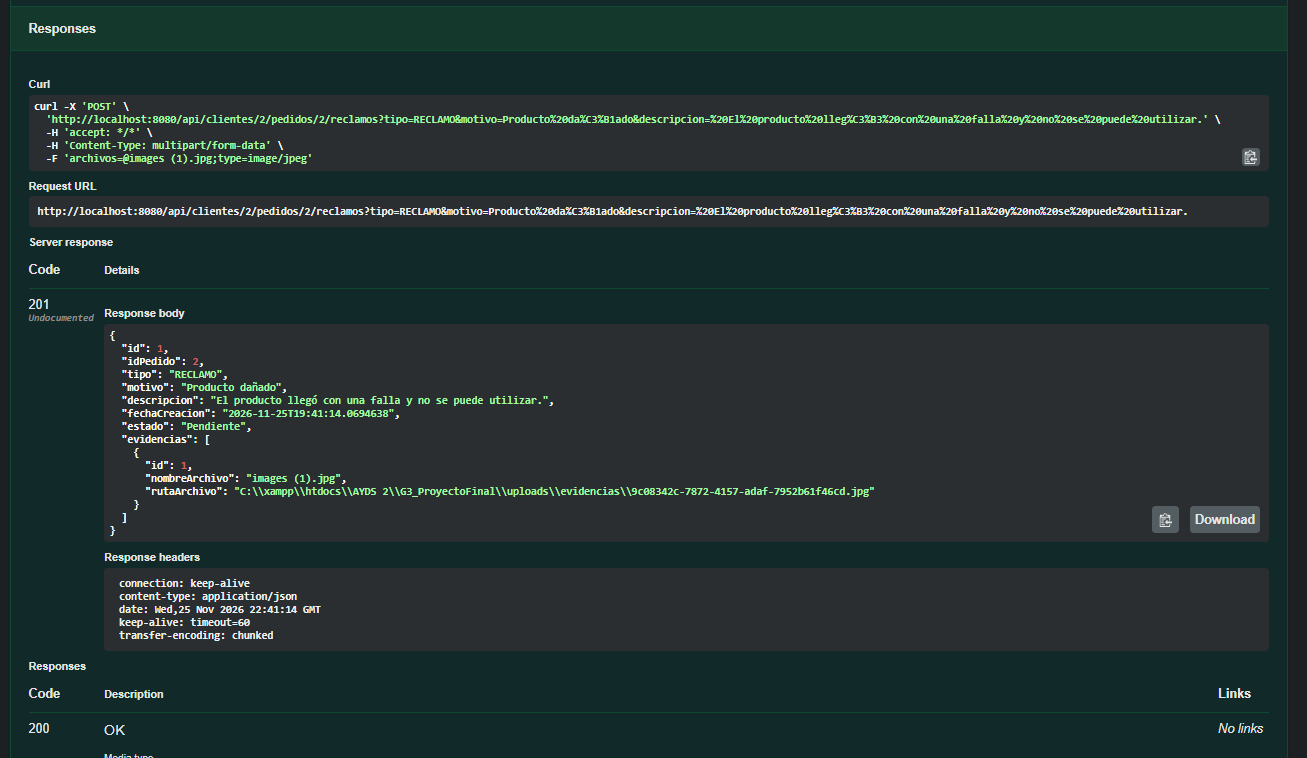 Responses
Curl
curl -X 'POST' \
'http://localhost:8080/api/clientes/2/pedidos/2/reclamos?tipo=RECLAMO&motivo=Producto%20da%C3%B1ado&descripcion=%20El%20producto%20lleg%C3%B3%20con%20una%20falla%20y%20no%20se%20puede%20utilizar.' \
-H 'accept: */*' \
-H 'Content-Type: multipart/form-data' \
-F 'archivos=@images (1).jpg;type=image/jpeg'
Request URL
http://localhost:8080/api/clientes/2/pedidos/2/reclamos?tipo=RECLAMO&motivo=Producto%20da%C3%B1ado&descripcion=%20El%20producto%20lleg%C3%B3%20con%20una%20falla%20y%20no%20se%20puede%20utilizar.
Server response
Code Details
201
Undocumented
Response body
{
"id": 1,
"idPedido": 2,
"tipo": "RECLAMO",
"motivo": "Producto dañado",
"descripcion": "El producto llegó con una falla y no se puede utilizar.",
"fechaCreacion": "2026-11-25T19:41:14.0694638",
"estado": "Pendiente",
"evidencias": [
{
"id": 1,
"nombreArchivo": "images (1).jpg",
"rutaArchivo": "C:\\xampp\\htdocs\\AYDS 2\\G3_ProyectoFinal\\uploads\\evidencias\\9c08342c-7872-4157-adaf-7952b61f46cd.jpg"
}
]
}
Download
Response headers
connection: keep-alive
content-type: application/json
date: Wed,25 Nov 2026 22:41:14 GMT
keep-alive: timeout=60
transfer-encoding: chunked
Responses
Code Description Links
200 OK No links
Media type